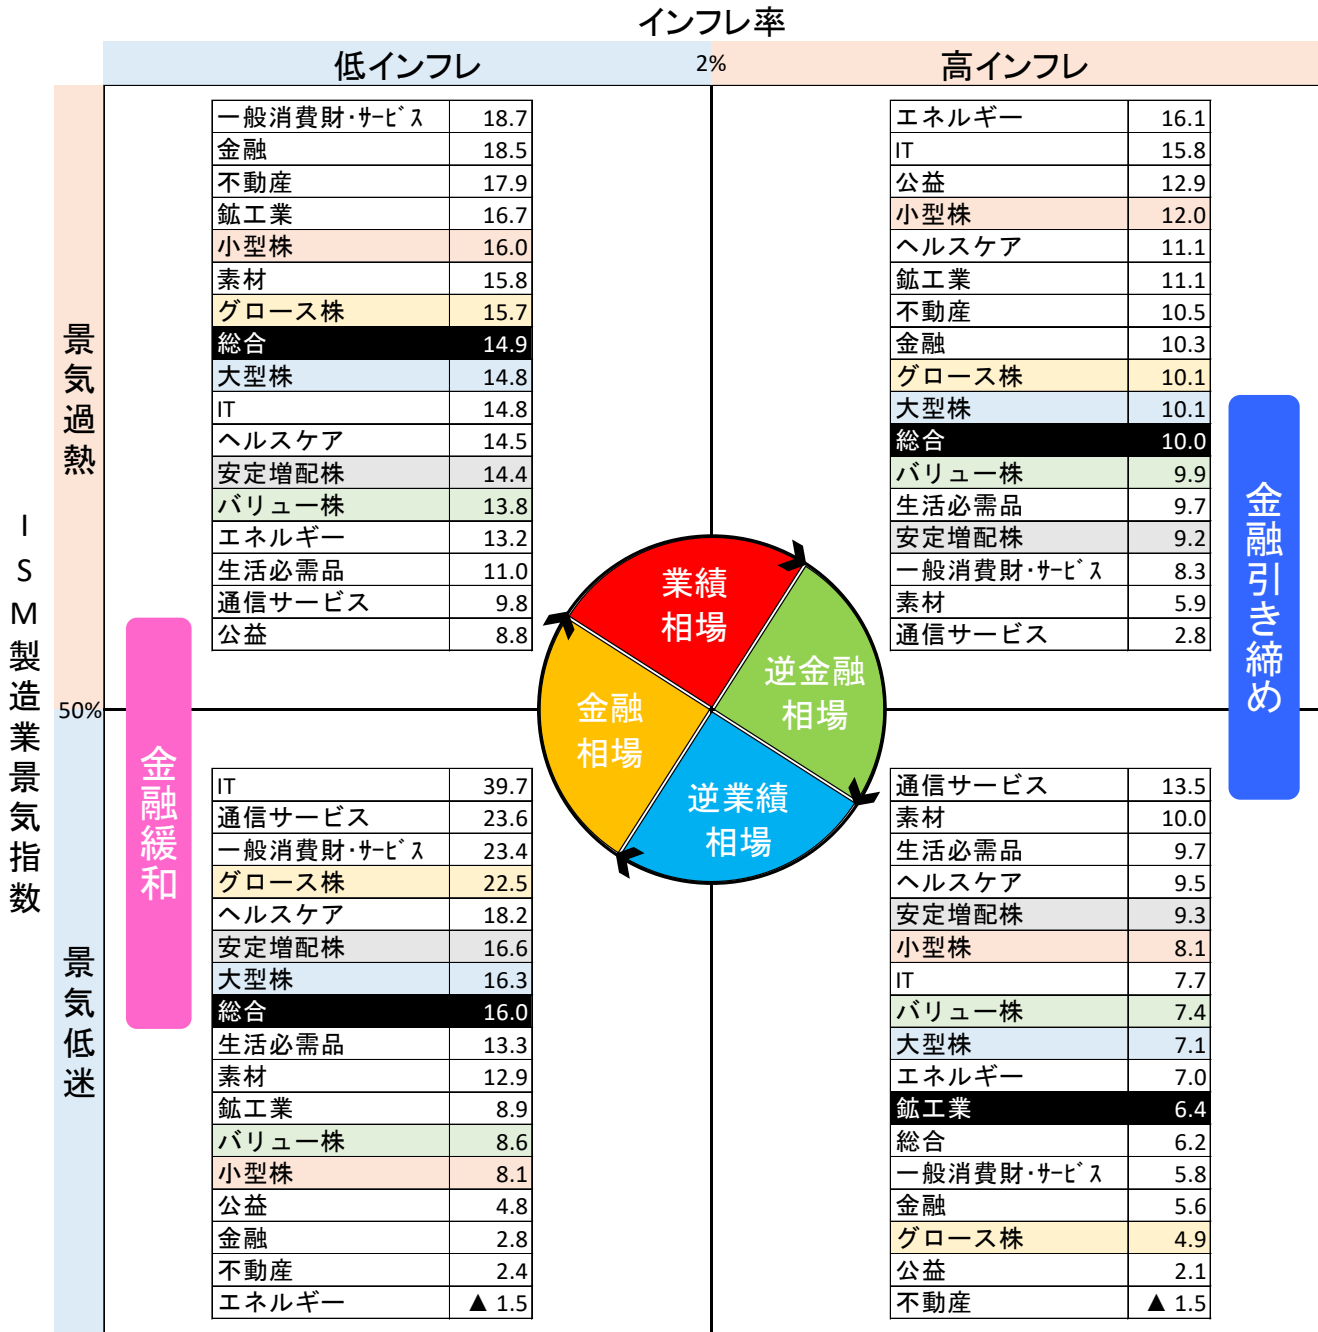 インフレ率
低インフレ 2% 高インフレ
景気過熱
一般消費財・ｻｰﾋﾞｽ 18.7
金融 18.5
不動産 17.9
鉱工業 16.7
小型株 16.0
素材 15.8
グロース株 15.7
総合 14.9
大型株 14.8
IT 14.8
ヘルスケア 14.5
安定増配株 14.4
バリュー株 13.8
エネルギー 13.2
生活必需品 11.0
通信サービス 9.8
公益 8.8
エネルギー 16.1
IT 15.8
公益 12.9
小型株 12.0
ヘルスケア 11.1
鉱工業 11.1
不動産 10.5
金融 10.3
グロース株 10.1
大型株 10.1
総合 10.0
バリュー株 9.9
生活必需品 9.7
安定増配株 9.2
一般消費財・ｻｰﾋﾞｽ 8.3
素材 5.9
通信サービス 2.8
金融引き締め
ISM製造業景気指数
50%
業績
相場
逆金融
相場
金融
相場
逆業績
相場
金融緩和
景気低迷
IT 39.7
通信サービス 23.6
一般消費財・ｻｰﾋﾞｽ 23.4
グロース株 22.5
ヘルスケア 18.2
安定増配株 16.6
大型株 16.3
総合 16.0
生活必需品 13.3
素材 12.9
鉱工業 8.9
バリュー株 8.6
小型株 8.1
公益 4.8
金融 2.8
不動産 2.4
エネルギー ▲ 1.5
通信サービス 13.5
素材 10.0
生活必需品 9.7
ヘルスケア 9.5
安定増配株 9.3
小型株 8.1
IT 7.7
バリュー株 7.4
大型株 7.1
エネルギー 7.0
鉱工業 6.4
総合 6.2
一般消費財・ｻｰﾋﾞｽ 5.8
金融 5.6
グロース株 4.9
公益 2.1
不動産 ▲ 1.5